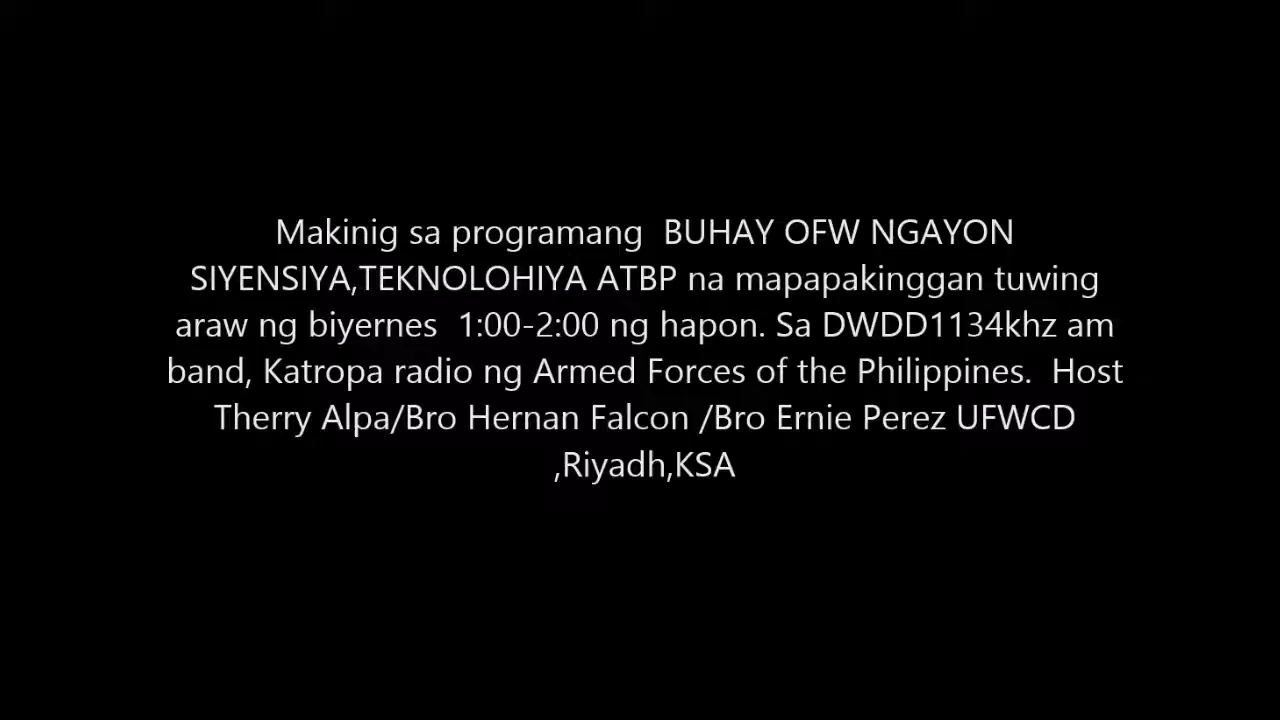 Makinig sa programang  BUHAY OFW NGAYON
SIYENSIYA,TEKNOLOHIYA ATBP na mapapakinggan tuwing
araw ng biyernes  1:00-2:00 ng hapon. Sa DWDD1134khz am
band, Katropa radio ng Armed Forces of the Philippines.  Host
Therry Alpa/Bro Hernan Falcon /Bro Ernie Perez UFWCD
,Riyadh,KSA